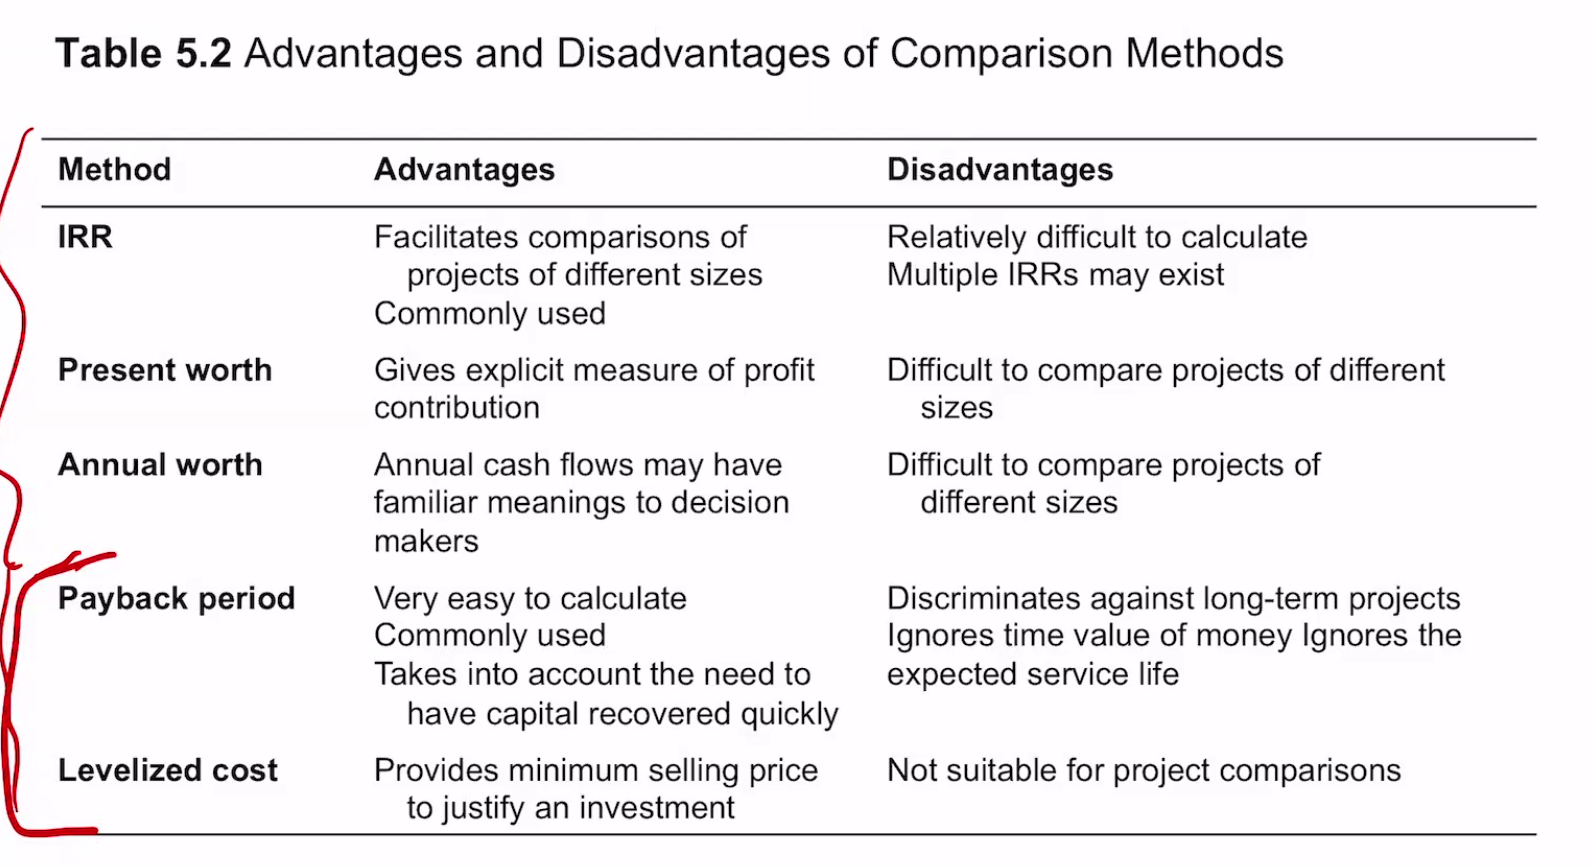 Table 5.2 Advantages and Disadvantages of Comparison Methods
Method Advantages Disadvantages
IRR Facilitates comparisons of Relatively difficult to calculate
projects of different sizes Multiple IRRs may exist
Commonly used
Present worth Gives explicit measure of profit Difficult to compare projects of different
contribution sizes
Annual worth Annual cash flows may have Difficult to compare projects of
familiar meanings to decision different sizes
makers
Payback period Very easy to calculate Discriminates against long-term projects
Commonly used Ignores time value of money Ignores the
Takes into account the need to expected service life
have capital recovered quickly
Levelized cost Provides minimum selling price Not suitable for project comparisons
to justify an investment